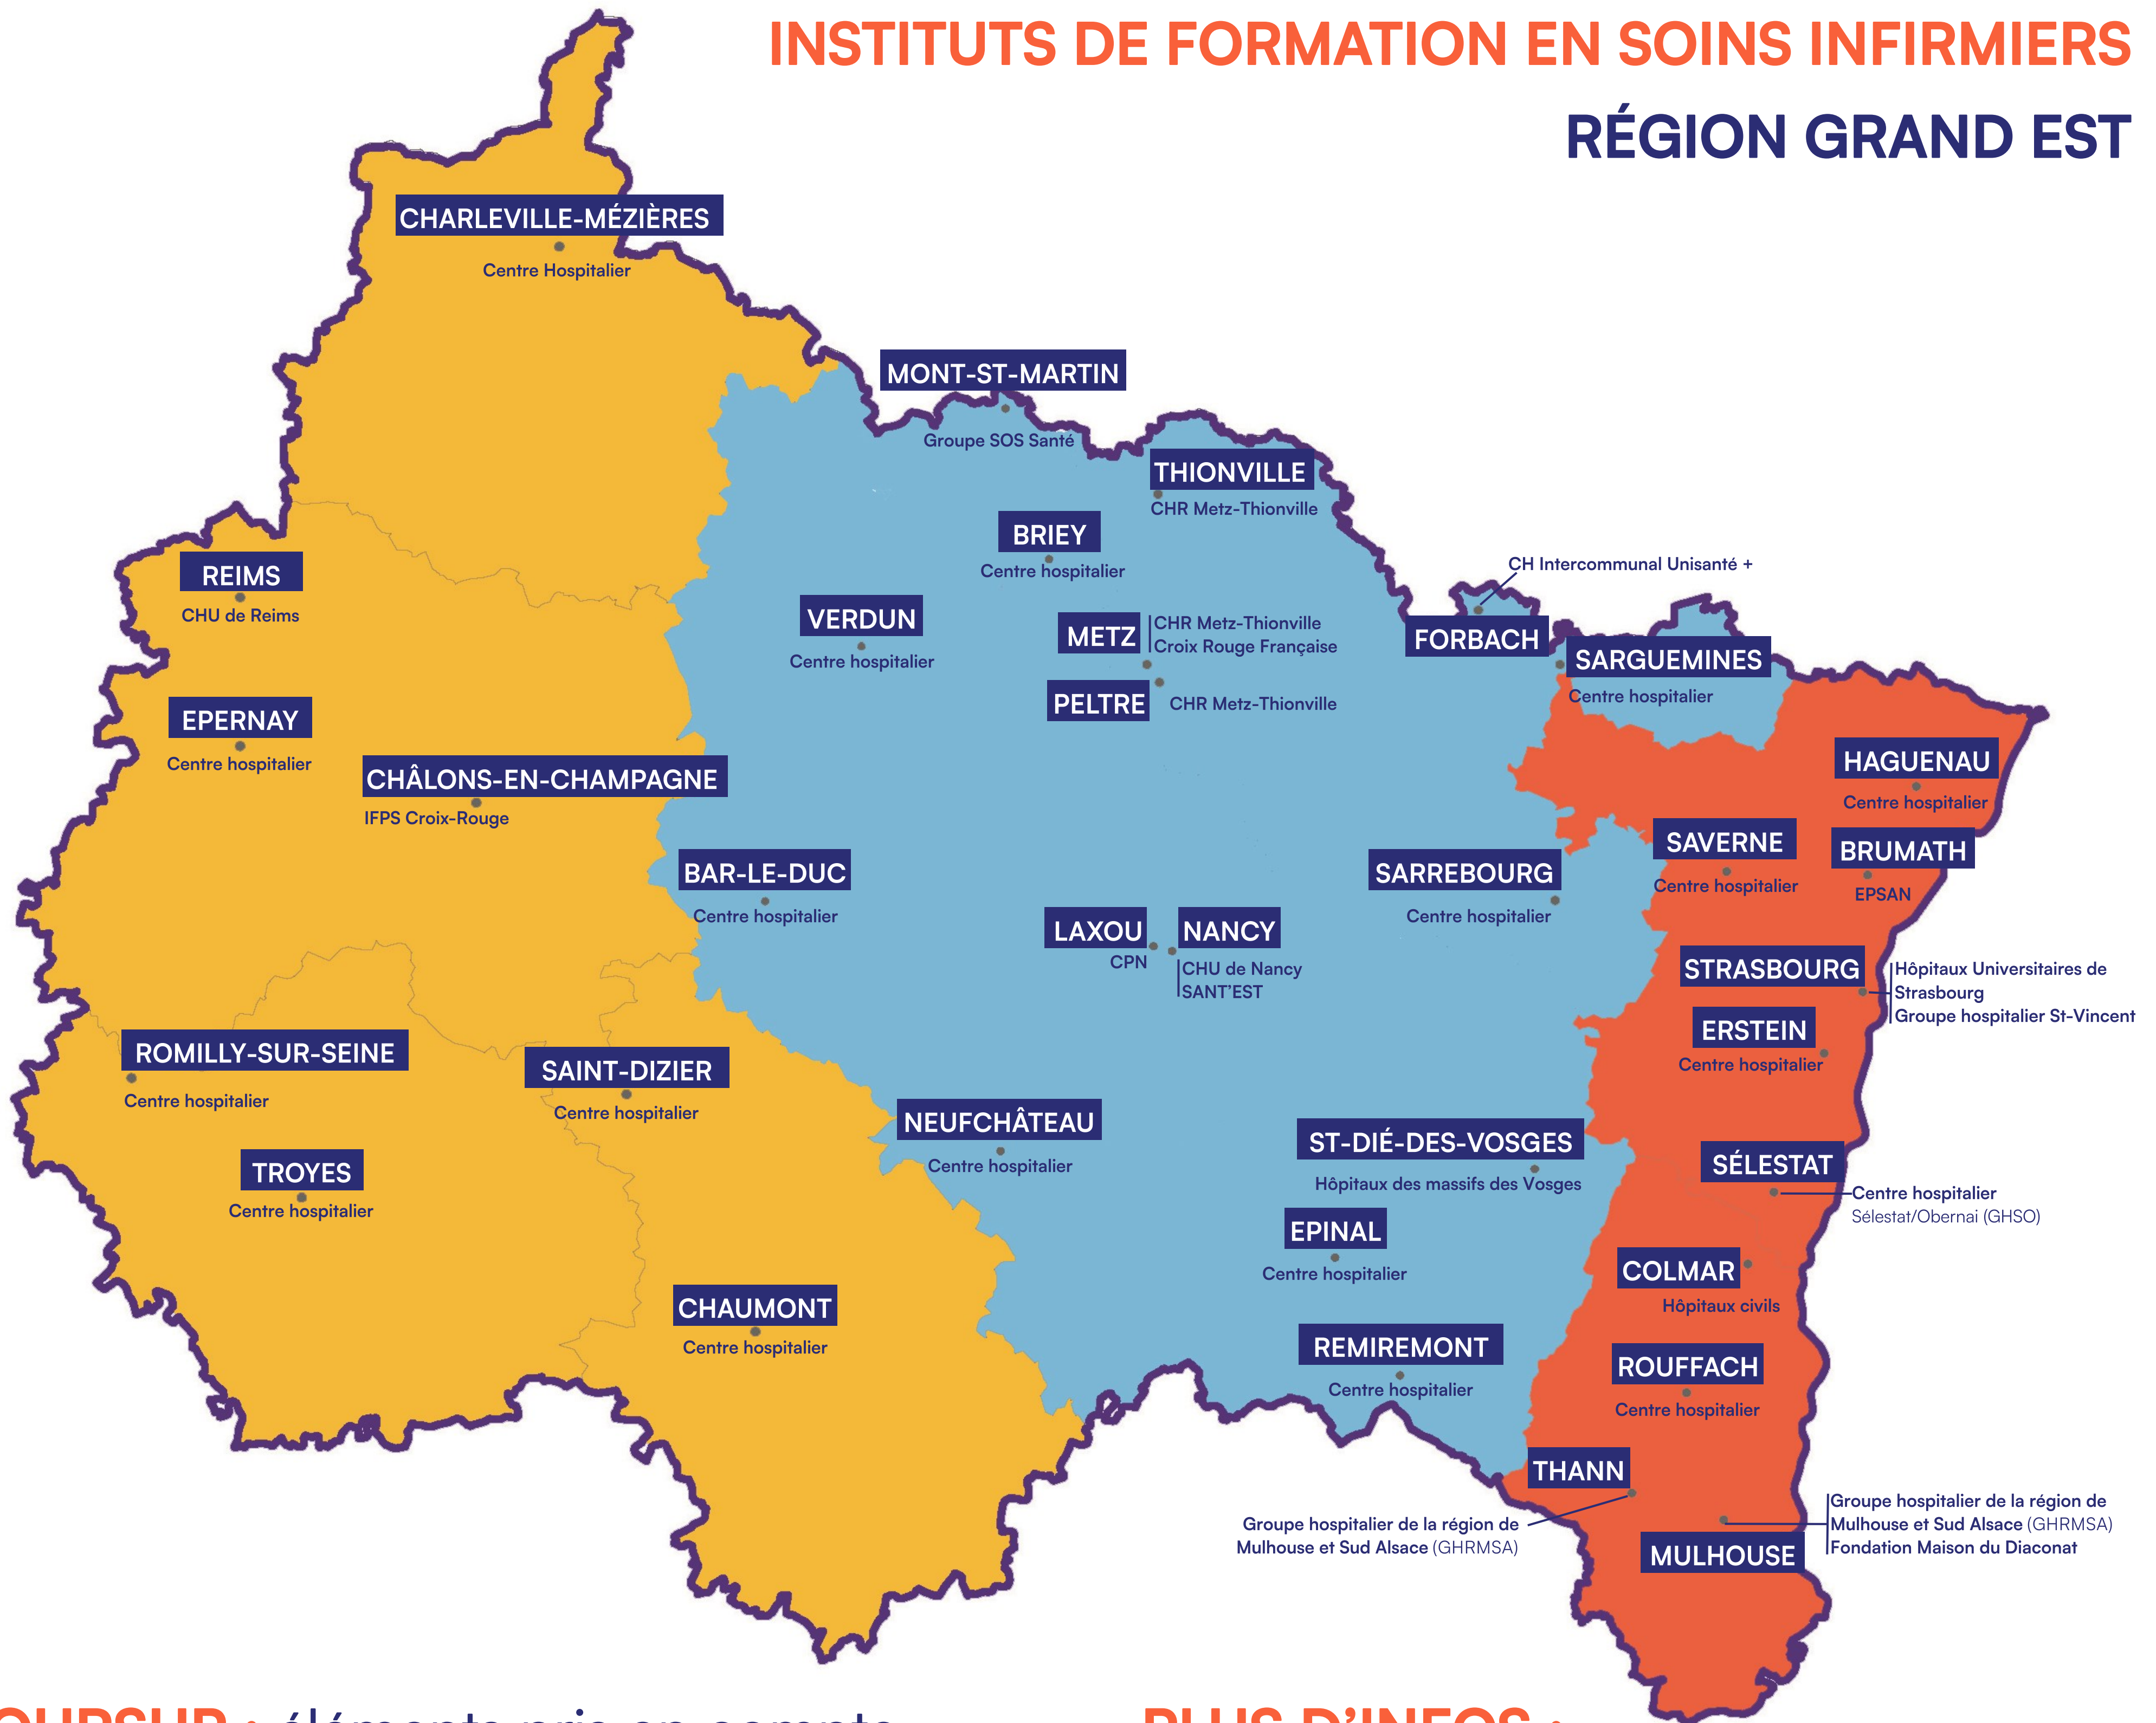 INSTITUTS DE FORMATION EN SOINS INFIRMIERS
RÉGION GRAND EST
CHARLEVILLE-MÉZIÈRES
Centre Hospitalier
MONT-ST-MARTIN
Groupe SOS Santé
THIONVILLE
CHR Metz-Thionville
BRIEY
Centre hospitalier
REIMS
CHU de Reims
VERDUN
Centre hospitalier
METZ
CHR Metz-Thionville
Croix Rouge Française
PELTRE
CHR Metz-Thionville
CH Intercommunal Unisanté +
FORBACH
SARGUEMINES
Centre hospitalier
EPERNAY
Centre hospitalier
CHÂLONS-EN-CHAMPAGNE
IFPS Croix-Rouge
HAGUENAU
Centre hospitalier
SAVERNE
Centre hospitalier
BRUMATH
EPSAN
BAR-LE-DUC
Centre hospitalier
SARREBOURG
Centre hospitalier
LAXOU
CPN
NANCY
CHU de Nancy
SANT'EST
STRASBOURG
Hôpitaux Universitaires de
Strasbourg
Groupe hospitalier St-Vincent
ERSTEIN
Centre hospitalier
ROMILLY-SUR-SEINE
Centre hospitalier
SAINT-DIZIER
Centre hospitalier
NEUFCHÂTEAU
Centre hospitalier
ST-DIÉ-DES-VOSGES
Hôpitaux des massifs des Vosges
SÉLESTAT
Centre hospitalier
Sélestat/Obernai (GHSO)
TROYES
Centre hospitalier
EPINAL
Centre hospitalier
COLMAR
Hôpitaux civils
CHAUMONT
Centre hospitalier
REMIREMONT
Centre hospitalier
ROUFFACH
Centre hospitalier
THANN
Groupe hospitalier de la région de
Mulhouse et Sud Alsace (GHRMSA)
MULHOUSE
Groupe hospitalier de la région de
Mulhouse et Sud Alsace (GHRMSA)
Fondation Maison du Diaconat
: éléments pris en compte
PLUS D'INFOS :